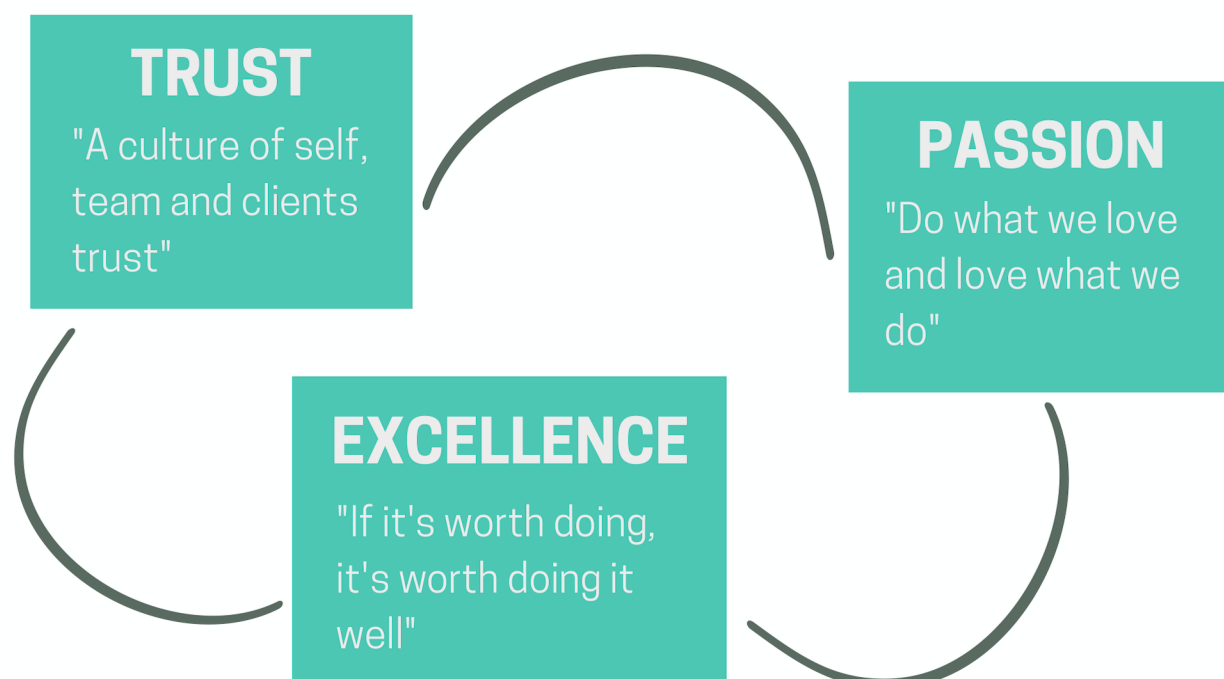 TRUST
"A culture of self,
team and clients
trust"
PASSION
"Do what we love
and love what we
do"
EXCELLENCE
"If it's worth doing,
it's worth doing it
well"